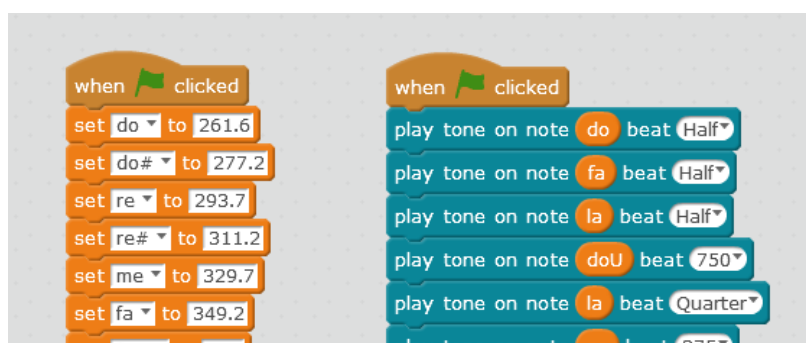 when clicked
set do to 261.6
set do# to 277.2
set re to 293.7
set re# to 311.2
set me to 329.7
set fa to 349.2
when clicked
play tone on note do beat Half
play tone on note fa beat Half
play tone on note la beat Half
play tone on note doU beat 750
play tone on note la beat Quarter